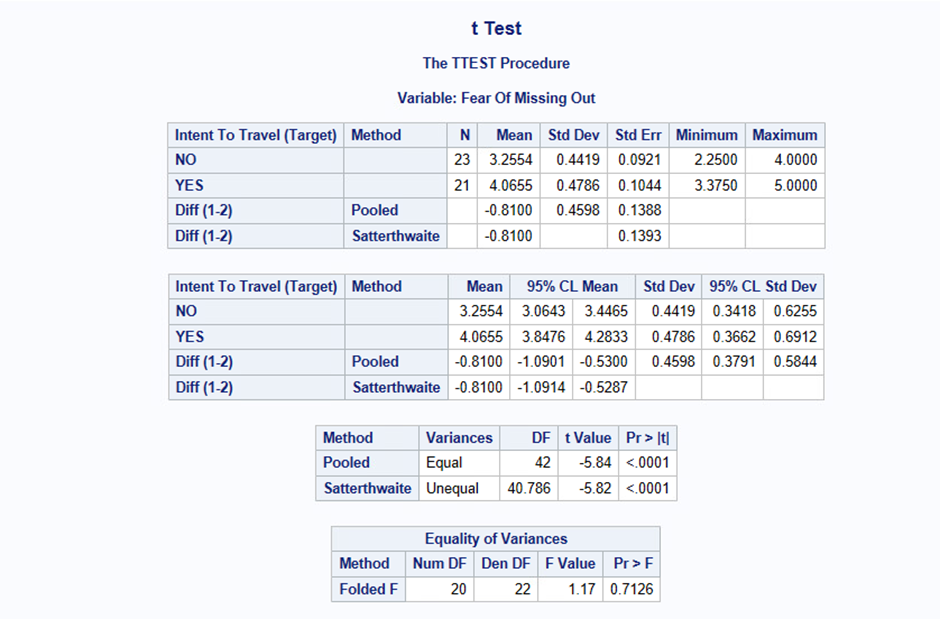 t Test
The TTEST Procedure
Variable: Fear Of Missing Out
Intent To Travel (Target) Method N Mean Std Dev Std Err Minimum Maximum
NO 23 3.2554 0.4419 0.0921 2.2500 4.0000
YES 21 4.0655 0.4786 0.1044 3.3750 5.0000
Diff (1-2) Pooled -0.8100 0.4598 0.1388
Diff (1-2) Satterthwaite -0.8100 0.1393
Intent To Travel (Target) Method Mean 95% CL Mean Std Dev 95% CL Std Dev
NO 3.2554 3.0643 3.4465 0.4419 0.3418 0.6255
YES 4.0655 3.8476 4.2833 0.4786 0.3662 0.6912
Diff (1-2) Pooled -0.8100 -1.0901 -0.5300 0.4598 0.3791 0.5844
Diff (1-2) Satterthwaite -0.8100 -1.0914 -0.5287
Method Variances DF t Value Pr > |t|
Pooled Equal 42 -5.84 <.0001
Satterthwaite Unequal 40.786 -5.82 <.0001
Equality of Variances
Method Num DF Den DF F Value Pr > F
Folded F 20 22 1.17 0.7126